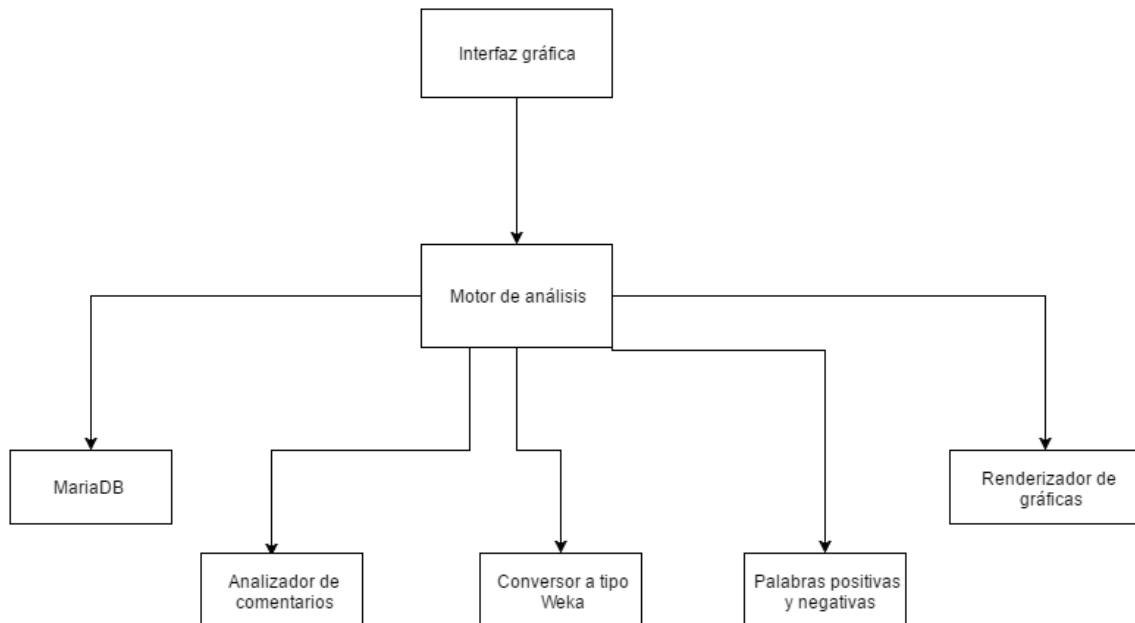 Interfaz gráfica
Motor de análisis
MariaDB
Renderizador de
gráficas
Analizador de
comentarios
Conversor a tipo
Weka
Palabras positivas
y negativas